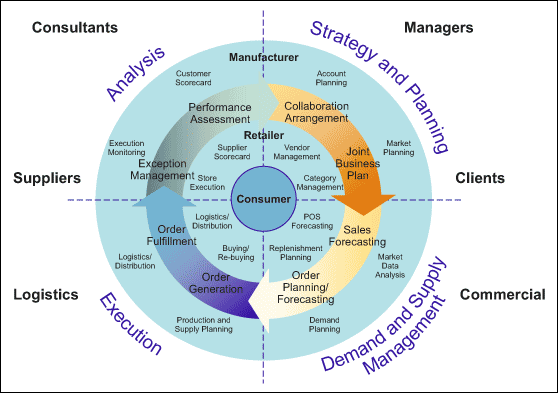 Consultants
Managers
Analysis
Strategy and Planning
Manufacturer
Customer
Scorecard
Account
Planning
Performance
Assessment
Collaboration
Arrangement
Retailer
Execution
Monitoring
Supplier
Scorecard
Vendor
Management
Market
Planning
Exception
Management
Joint
Business
Plan
Suppliers
Store
Execution
Category
Management
Clients
Consumer
Logistics/
Distribution
POS
Forecasting
Order
Fulfillment
Sales
Forecasting
Logistics/
Distribution
Buying/
Re-buying
Replenishment
Planning
Market
Data
Analysis
Order
Generation
Order
Planning/
Forecasting
Logistics
Commercial
Production and
Supply Planning
Demand
Planning
Execution
Demand and Supply
Management